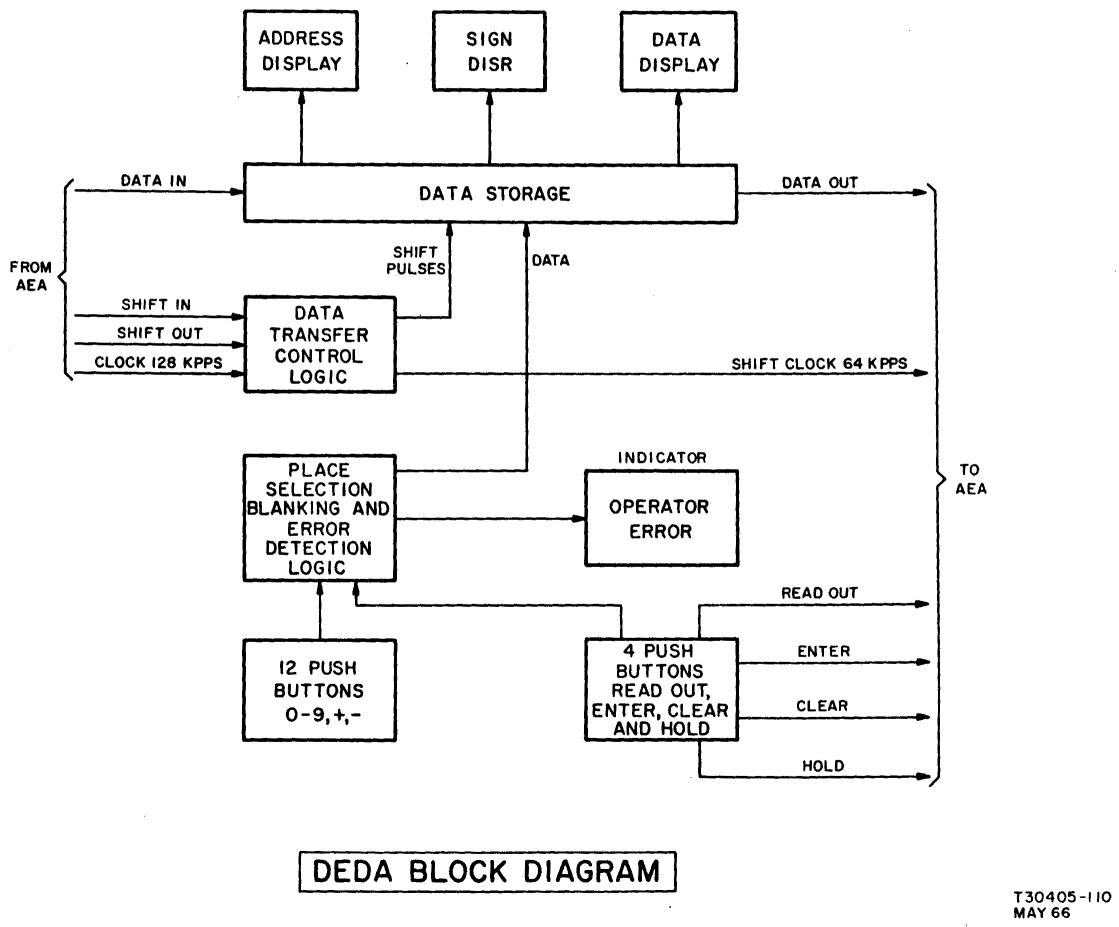 ADDRESS
DISPLAY
SIGN
DISR
DATA
DISPLAY
DATA IN
DATA STORAGE
DATA OUT
FROM
AEA
SHIFT
PULSES
DATA
SHIFT IN
SHIFT OUT
CLOCK 128 KPPS
DATA
TRANSFER
CONTROL
LOGIC
SHIFT CLOCK 64 KPPS
PLACE
SELECTION
BLANKING AND
ERROR
DETECTION
LOGIC
INDICATOR
OPERATOR
ERROR
TO
AEA
12 PUSH
BUTTONS
0-9,+,-
4 PUSH
BUTTONS
READ OUT,
ENTER, CLEAR
AND HOLD
READ OUT
ENTER
CLEAR
HOLD
DEDA BLOCK DIAGRAM
T30405-110
MAY 66